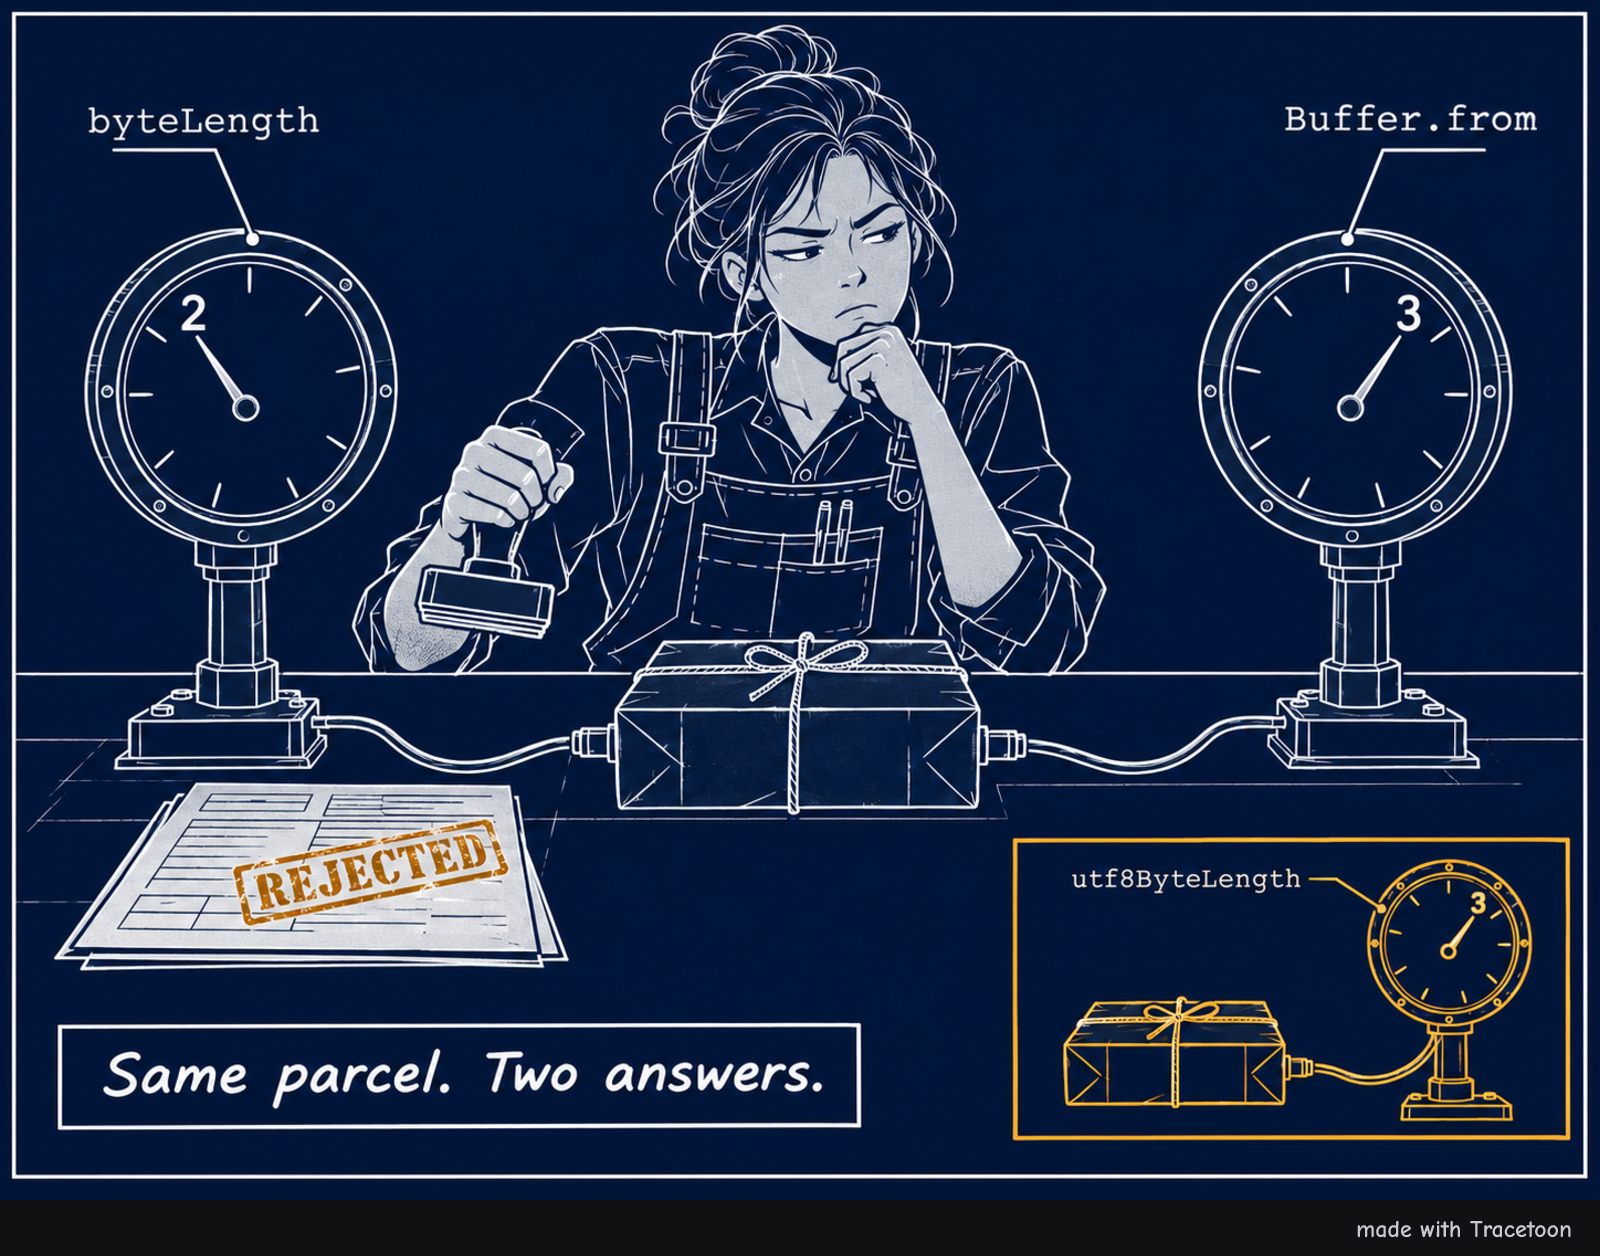 byteLength
Buffer.from
2
3
REJECTED
utf8ByteLength
3
Same parcel. Two answers.
made with Tracetoon